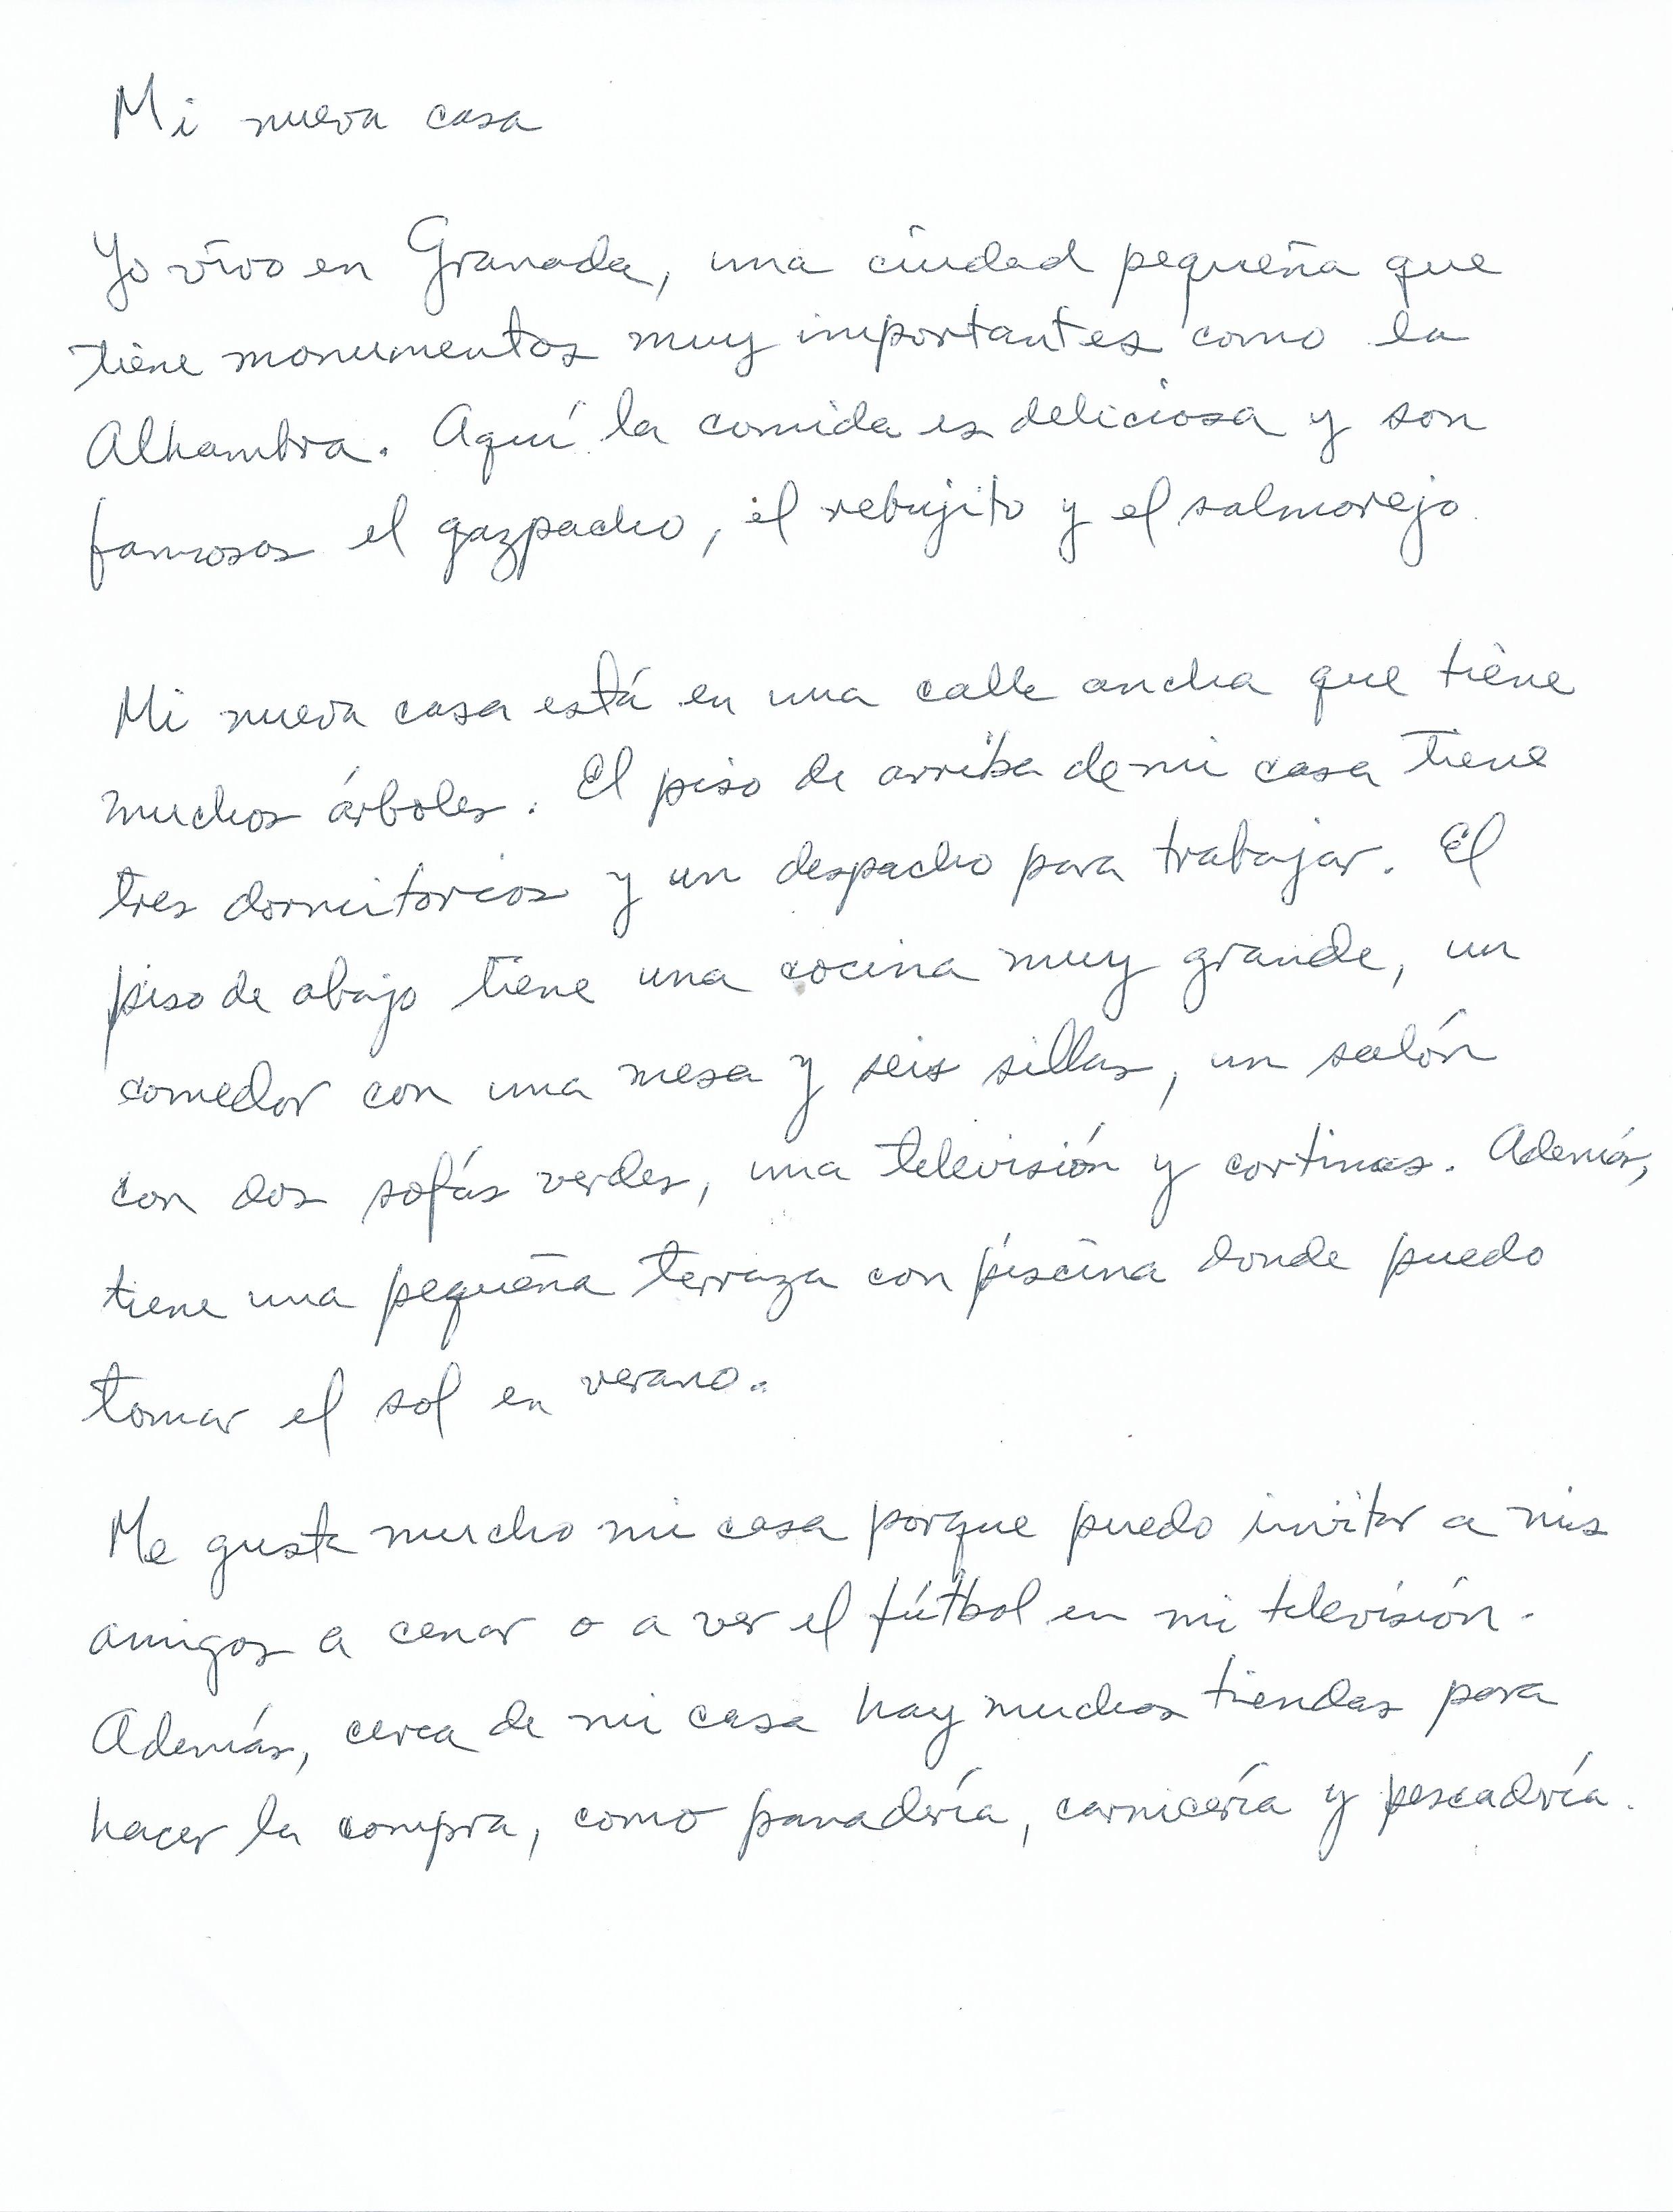 Mi nueva casa
Yo vivo en Granada, una ciudad pequeña que
tiene monumentos muy importantes como la
Alhambra. Aquí la comida es deliciosa y son
famosos el gazpacho, el rebujito y el salmorejo.
Mi nueva casa está en una calle ancha que tiene
muchos árboles. El piso de arriba de mi casa tiene
tres dormitorios y un despacho para trabajar. El
piso de abajo tiene una cocina muy grande, un
comedor con una mesa y seis sillas, un salón
con dos sofás verdes, una televisión y cortinas. Además,
tiene una pequeña terraza con piscina donde puedo
tomar el sol en verano.
Me gusta mucho mi casa porque puedo invitar a mis
amigos a cenar o a ver el fútbol en mi televisión.
Además, cerca de mi casa hay muchas tiendas para
hacer la compra, como panadería, carnicería y pescadería.